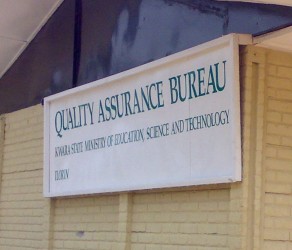 QUALITY ASSURANCE BUREAU
KWARA STATE MINISTRY OF EDUCATION, SCIENCE AND TECHNOLOGY
ILORIN